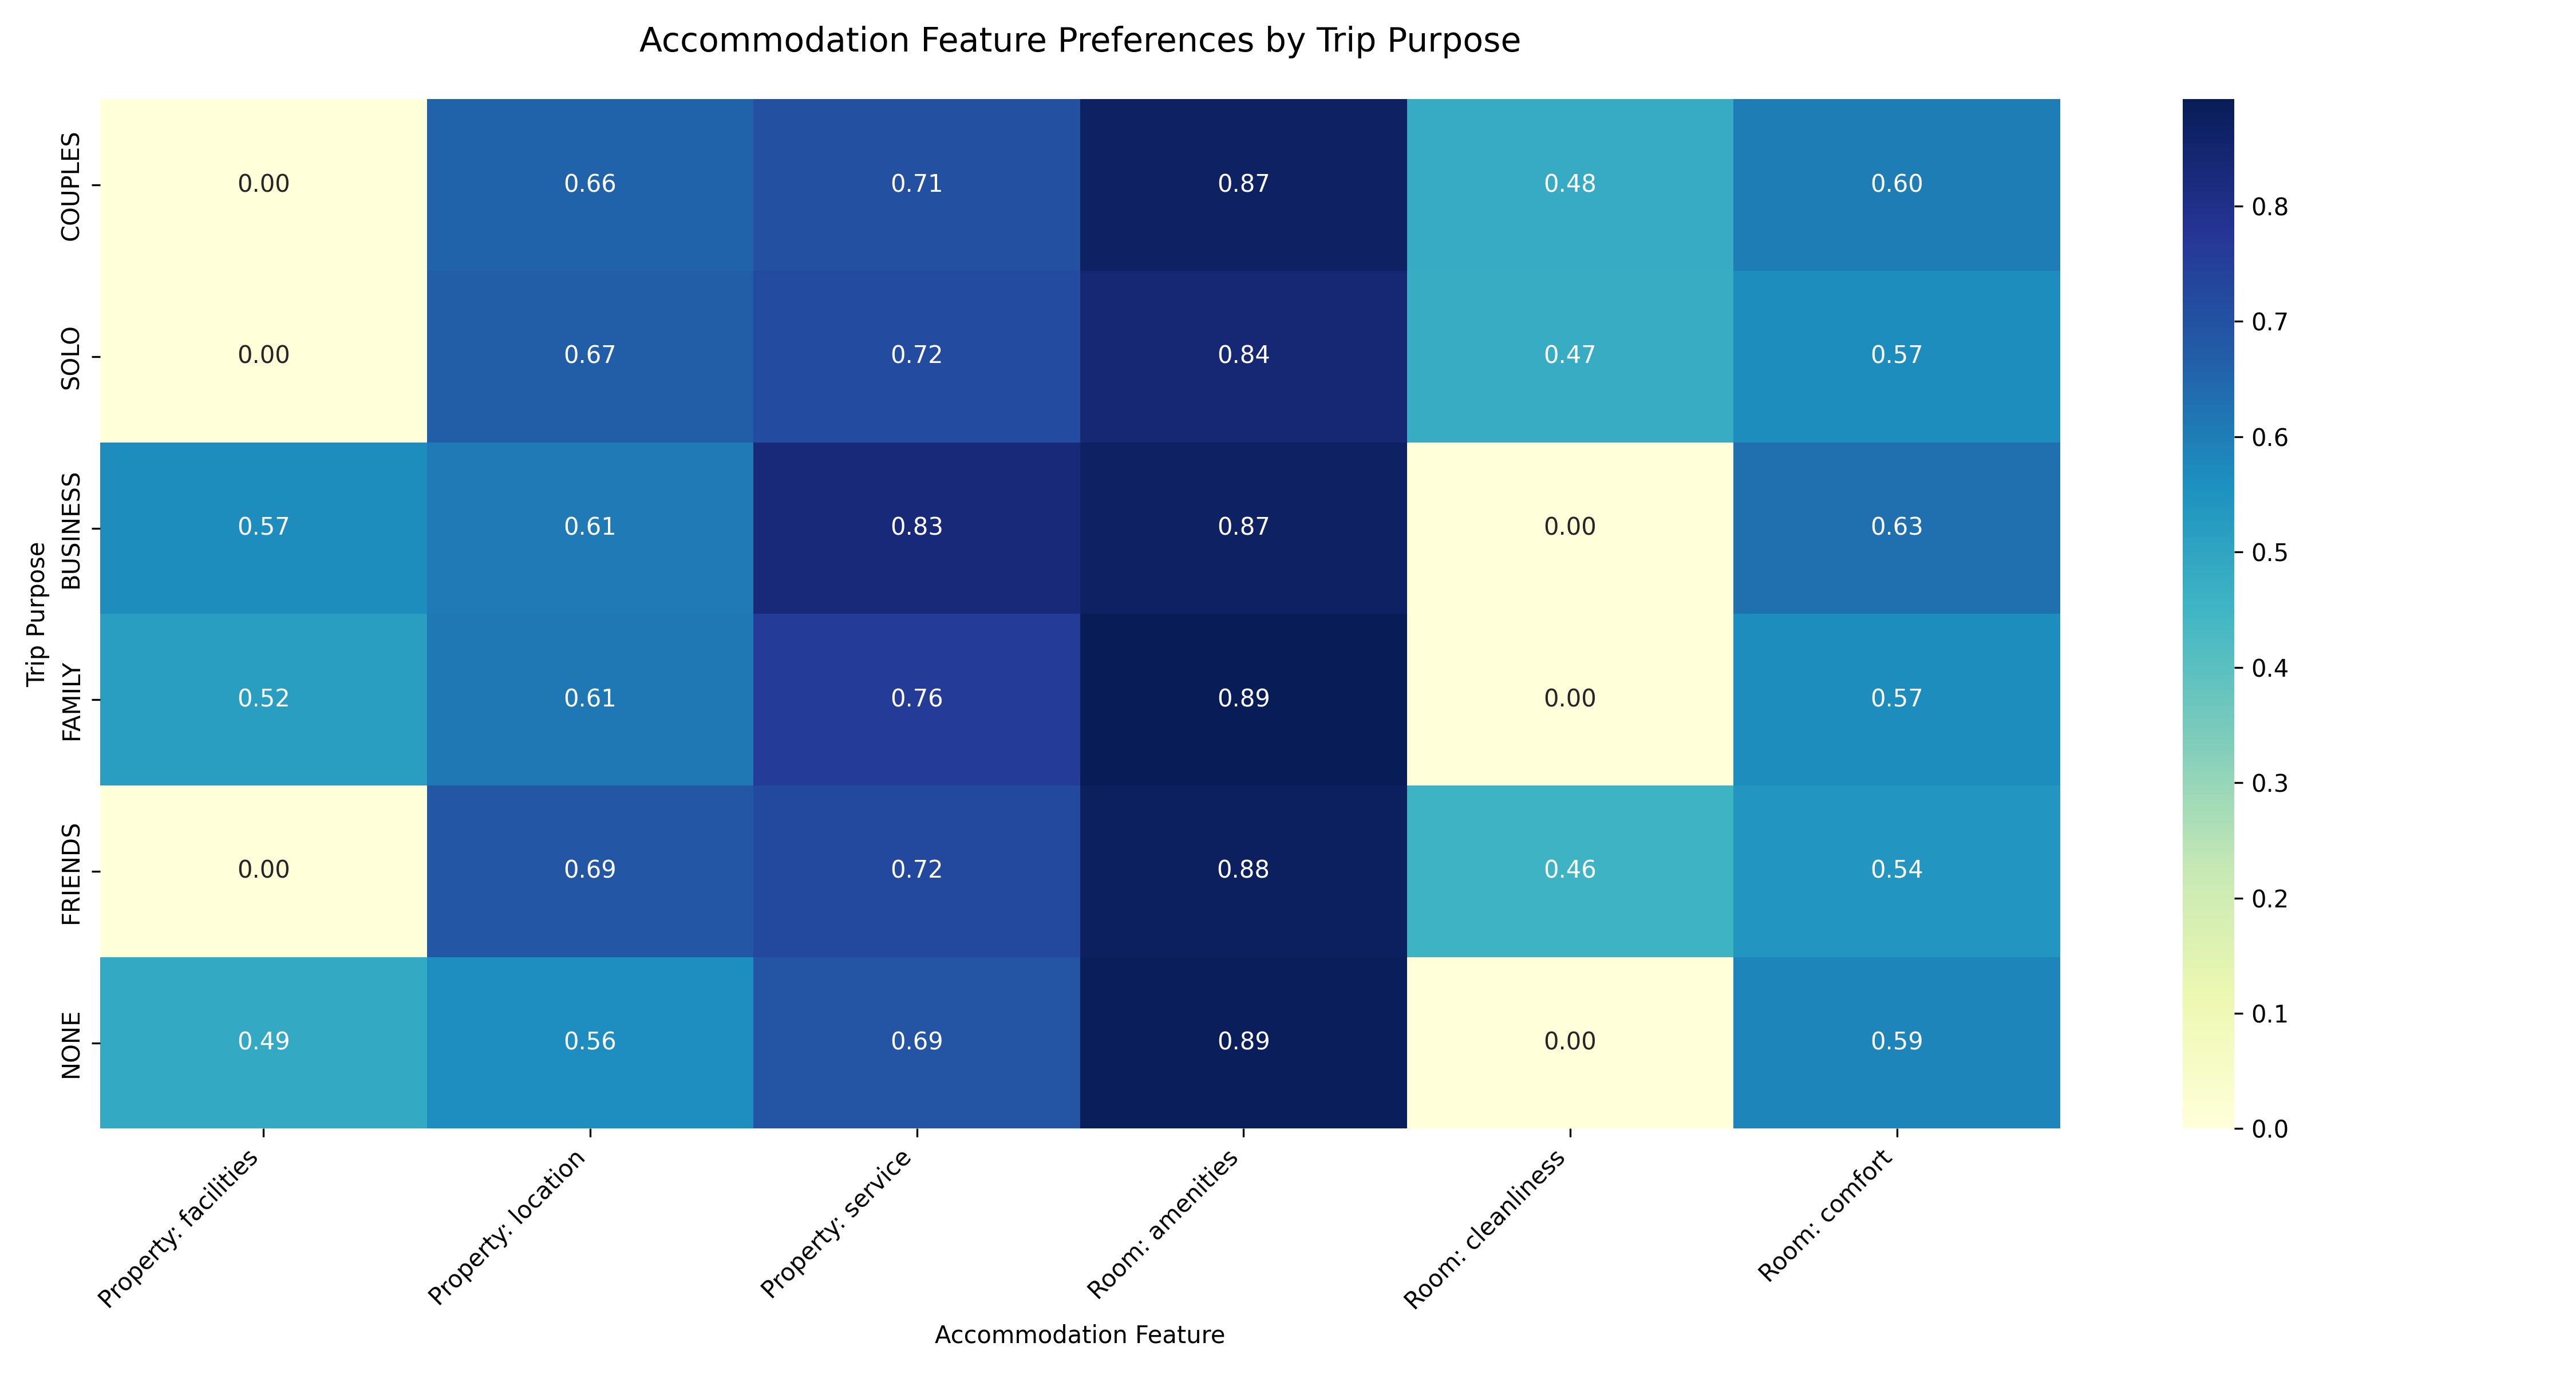 Accommodation Feature Preferences by Trip Purpose
Trip Purpose
COUPLES 0.00 0.66 0.71 0.87 0.48 0.60
SOLO 0.00 0.67 0.72 0.84 0.47 0.57
BUSINESS 0.57 0.61 0.83 0.87 0.00 0.63
FAMILY 0.52 0.61 0.76 0.89 0.00 0.57
FRIENDS 0.00 0.69 0.72 0.88 0.46 0.54
NONE 0.49 0.56 0.69 0.89 0.00 0.59
Property: facilities
Property: location
Property: service
Room: amenities
Room: cleanliness
Room: comfort
Accommodation Feature
0.8
0.7
0.6
0.5
0.4
0.3
0.2
0.1
0.0